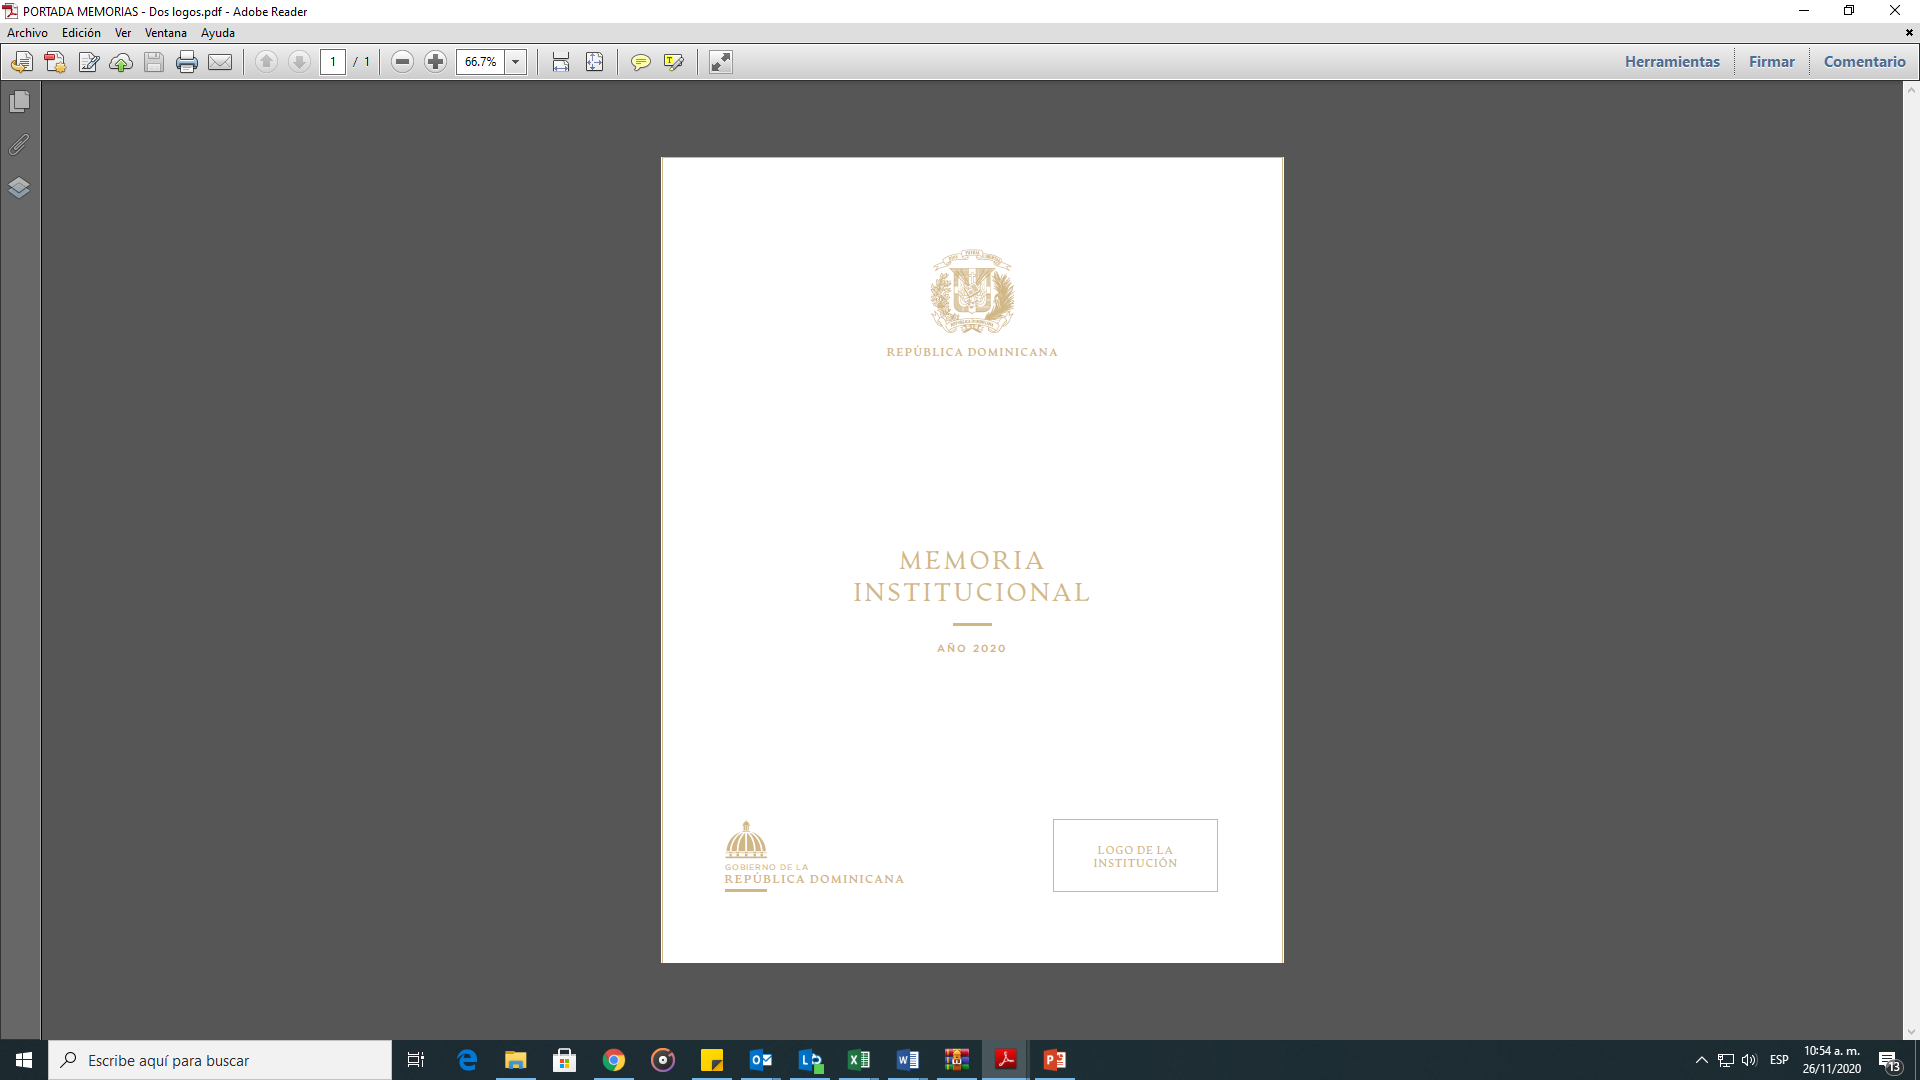 PORTADA MEMORIAS - Dos logos.pdf - Adobe Reader
Archivo Edición Ver Ventana Ayuda
1 / 1 66.7% Herramientas Firmar Comentario
REPÚBLICA DOMINICANA
MEMORIA
INSTITUCIONAL
AÑO 2020
GOBIERNO DE LA
REPÚBLICA DOMINICANA
LOGO DE LA
INSTITUCIÓN
Escribe aquí para buscar
ESP
10:54 a. m.
26/11/2020
13